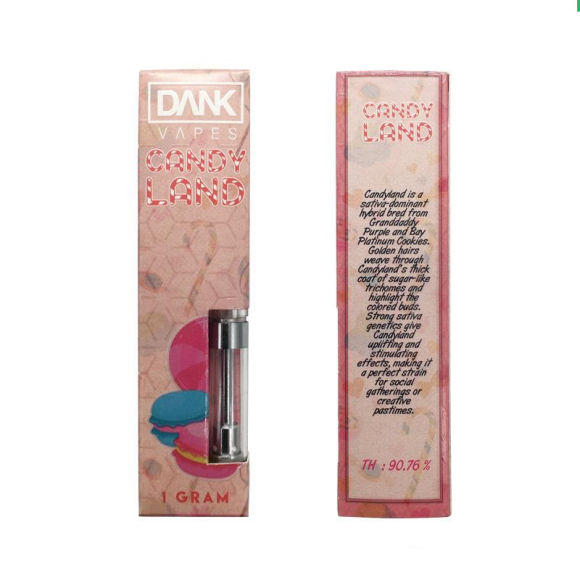 DANK
VAPES
CANDY
LAND
1 GRAM
CANDY
LAND
Candyland is a
sativa-dominant
hybrid bred from
Granddaddy
Purple and Bay
Platinum Cookies.
Golden hairs
weave through
Candyland's thick
coat of sugar-like
trichomes and
highlight the
colored buds.
Strong sativa
genetics give
Candyland
uplifting and
stimulating
effects, making it
a perfect strain
for social
gatherings or
creative
pastimes.
TH : 90.76 %